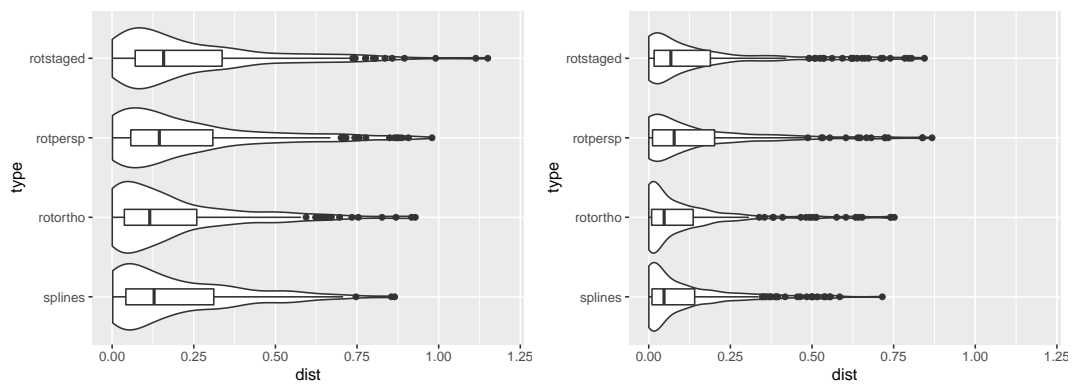 rotstaged
rotpersp
rotortho
splines
type
0.00 0.25 0.50 0.75 1.00 1.25
dist
rotstaged
rotpersp
rotortho
splines
type
0.00 0.25 0.50 0.75 1.00 1.25
dist